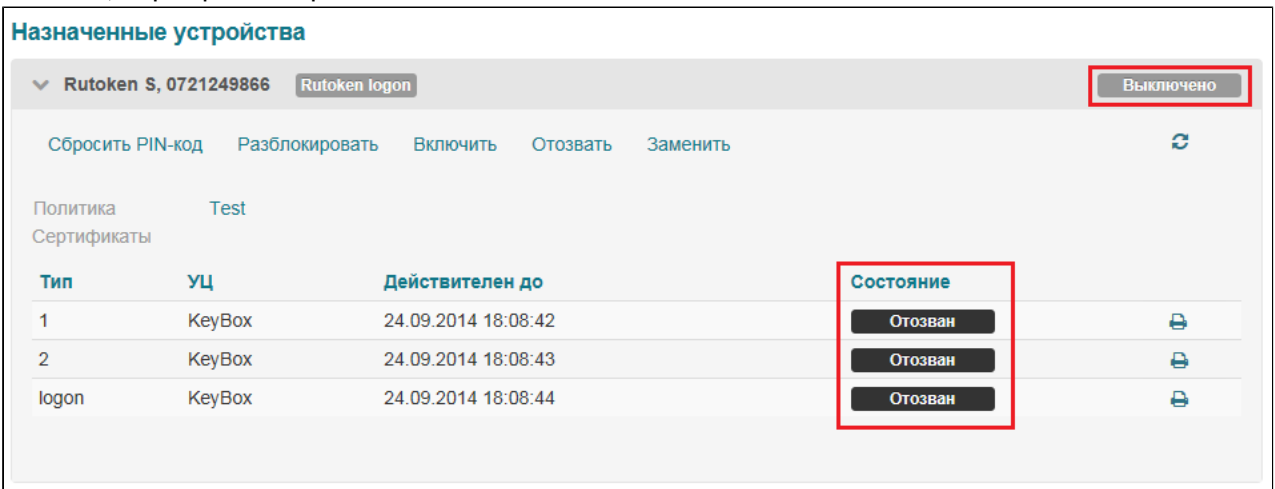 Назначенные устройства
Rutoken S, 0721249866 Rutoken logon Выключено
Сбросить PIN-код Разблокировать Включить Отозвать Заменить
Политика Test
Сертификаты
Тип УЦ Действителен до Состояние
1 KeyBox 24.09.2014 18:08:42 Отозван
2 KeyBox 24.09.2014 18:08:43 Отозван
logon KeyBox 24.09.2014 18:08:44 Отозван